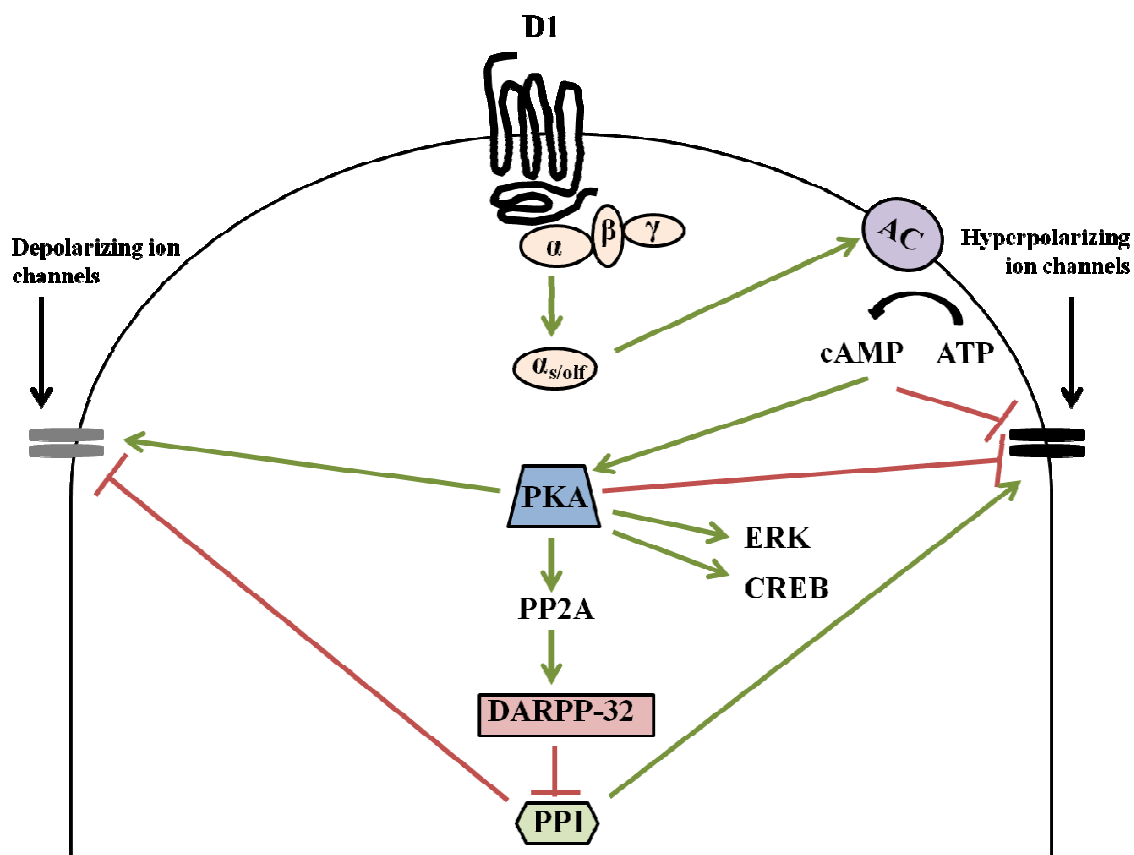 D1
α
β
γ
AC
Depolarizing ion
channels
Hyperpolarizing
ion channels
cAMP
ATP
αs/olf
PKA
ERK
CREB
PP2A
DARPP-32
PP1